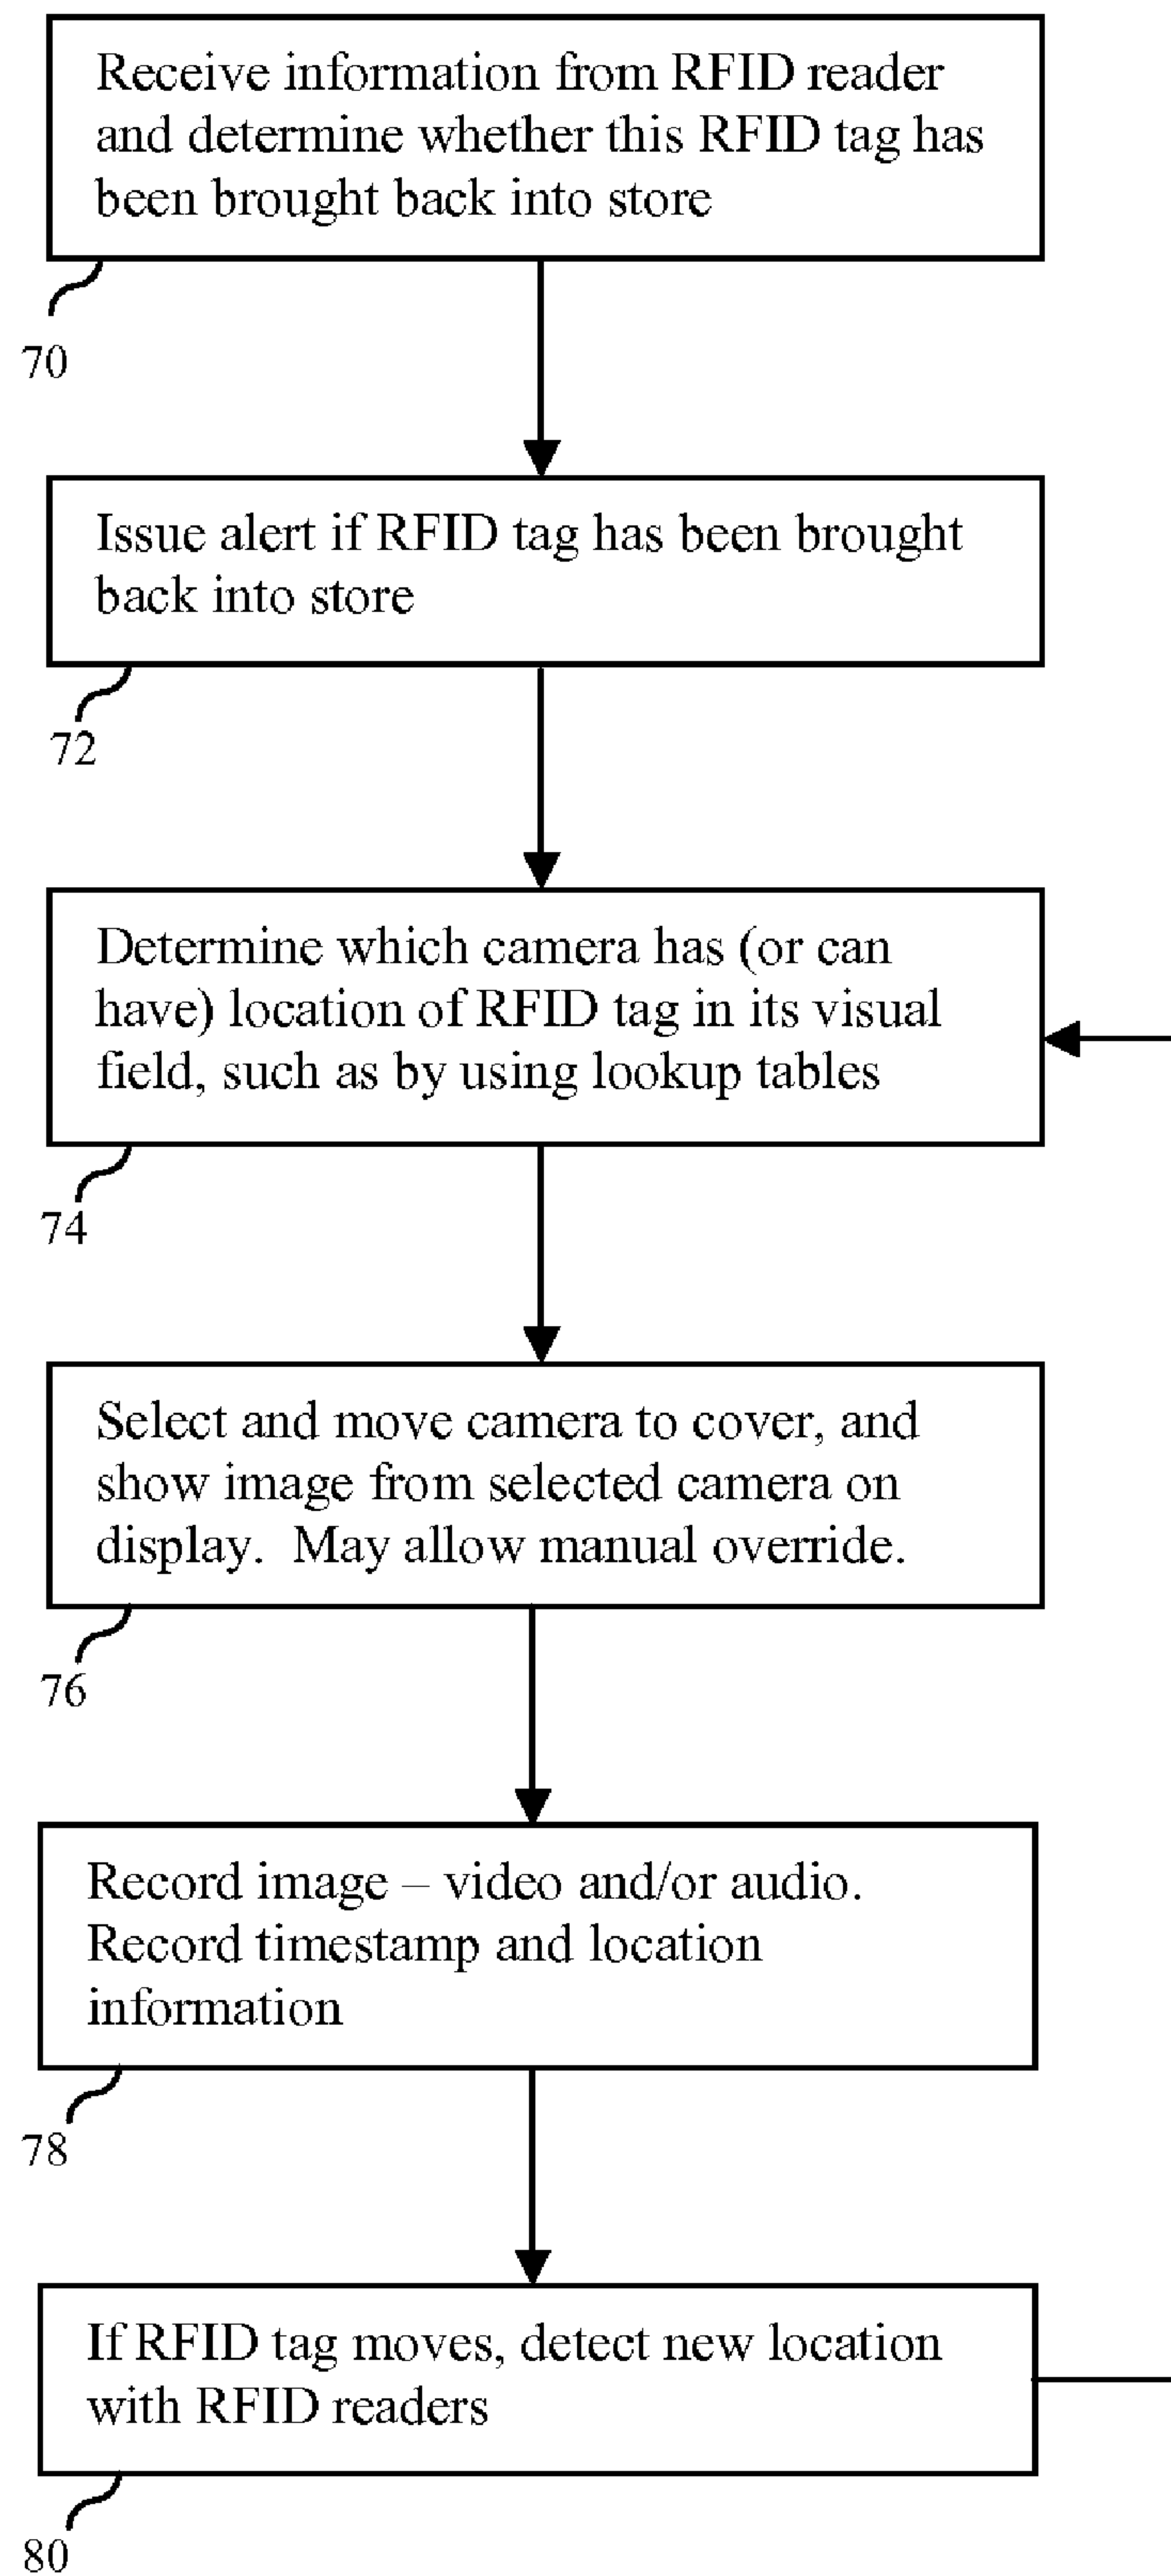 Receive information from RFID reader
and determine whether this RFID tag has
been brought back into store
70
Issue alert if RFID tag has been brought
back into store
72
Determine which camera has (or can
have) location of RFID tag in its visual
field, such as by using lookup tables
74
Select and move camera to cover, and
show image from selected camera on
display.  May allow manual override.
76
Record image – video and/or audio.
Record timestamp and location
information
78
If RFID tag moves, detect new location
with RFID readers
80